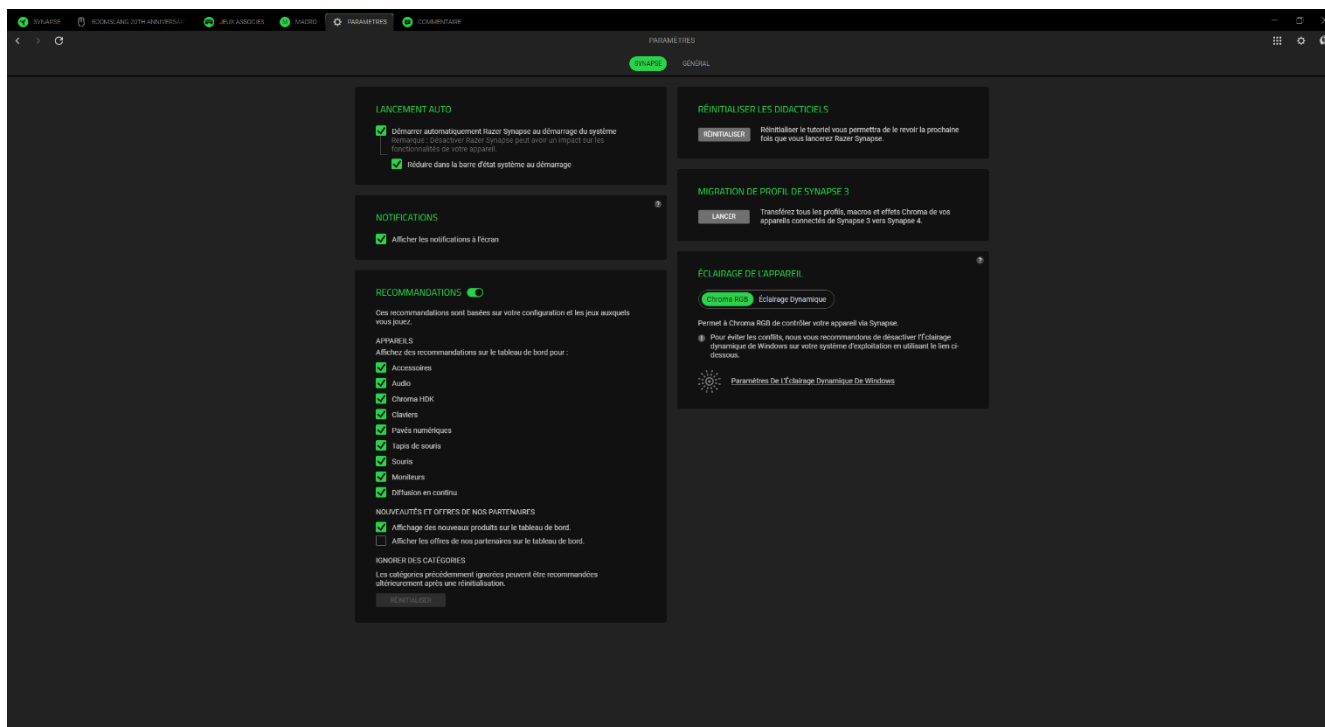 SYNAPSE
BOOMSLANG 20TH ANNIVERSARY
JEUX ASSOCIÉS
MACRO
PARAMÈTRES
COMMENTAIRE
PARAMÈTRES
SYNAPSE
GÉNÉRAL
LANCEMENT AUTO
Démarrer automatiquement Razer Synapse au démarrage du système
Remarque : Désactiver Razer Synapse peut avoir un impact sur les
fonctionnalités de votre appareil.
Réduire dans la barre d'état système au démarrage
NOTIFICATIONS
Afficher les notifications à l'écran
RECOMMANDATIONS
Ces recommandations sont basées sur votre configuration et les jeux auxquels
vous jouez.
APPAREILS
Affichez des recommandations sur le tableau de bord pour :
Accessoires
Audio
Chroma HDK
Claviers
Pavés numériques
Tapis de souris
Souris
Moniteurs
Diffusion en continu
NOUVEAUTÉS ET OFFRES DE NOS PARTENAIRES
Affichage des nouveaux produits sur le tableau de bord.
Afficher les offres de nos partenaires sur le tableau de bord.
IGNORER DES CATÉGORIES
Les catégories précédemment ignorées peuvent être recommandées
ultérieurement après une réinitialisation.
RÉINITIALISER
RÉINITIALISER LES DIDACTICIELS
RÉINITIALISER
Réinitialiser le tutoriel vous permettra de le revoir la prochaine
fois que vous lancerez Razer Synapse.
MIGRATION DE PROFIL DE SYNAPSE 3
LANCER
Transférez tous les profils, macros et effets Chroma de vos
appareils connectés de Synapse 3 vers Synapse 4.
ÉCLAIRAGE DE L'APPAREIL
Chroma RGB
Éclairage Dynamique
Permet à Chroma RGB de contrôler votre appareil via Synapse.
Pour éviter les conflits, nous vous recommandons de désactiver l'Éclairage
dynamique de Windows sur votre système d'exploitation en utilisant le lien ci-
dessous.
Paramètres De L'Éclairage Dynamique De Windows